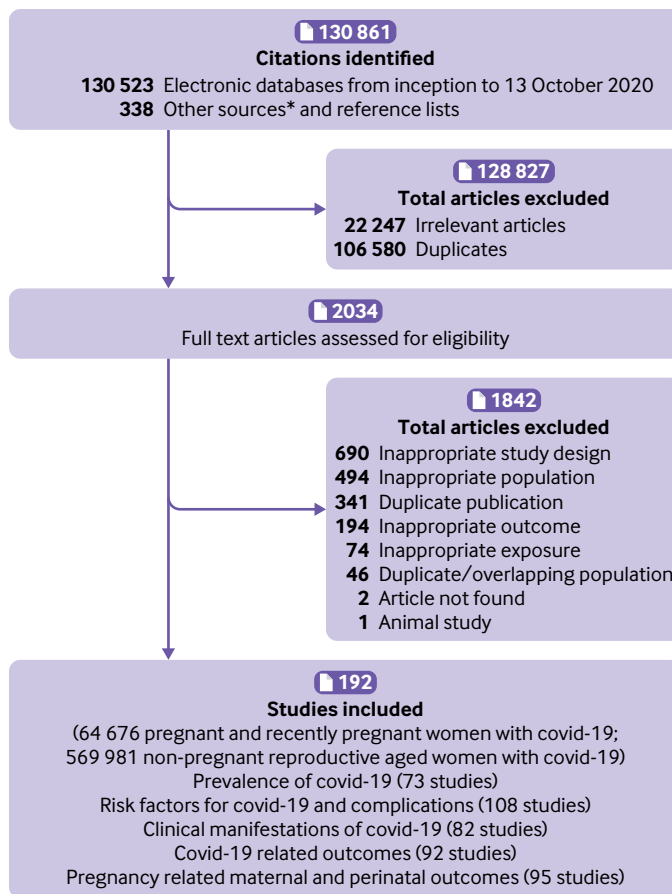 130 861
Citations identified
130 523 Electronic databases from inception to 13 October 2020
338 Other sources* and reference lists
128 827
Total articles excluded
22 247 Irrelevant articles
106 580 Duplicates
2034
Full text articles assessed for eligibility
1842
Total articles excluded
690 Inappropriate study design
494 Inappropriate population
341 Duplicate publication
194 Inappropriate outcome
74 Inappropriate exposure
46 Duplicate/overlapping population
2 Article not found
1 Animal study
192
Studies included
(64 676 pregnant and recently pregnant women with covid-19;
569 981 non-pregnant reproductive aged women with covid-19)
Prevalence of covid-19 (73 studies)
Risk factors for covid-19 and complications (108 studies)
Clinical manifestations of covid-19 (82 studies)
Covid-19 related outcomes (92 studies)
Pregnancy related maternal and perinatal outcomes (95 studies)